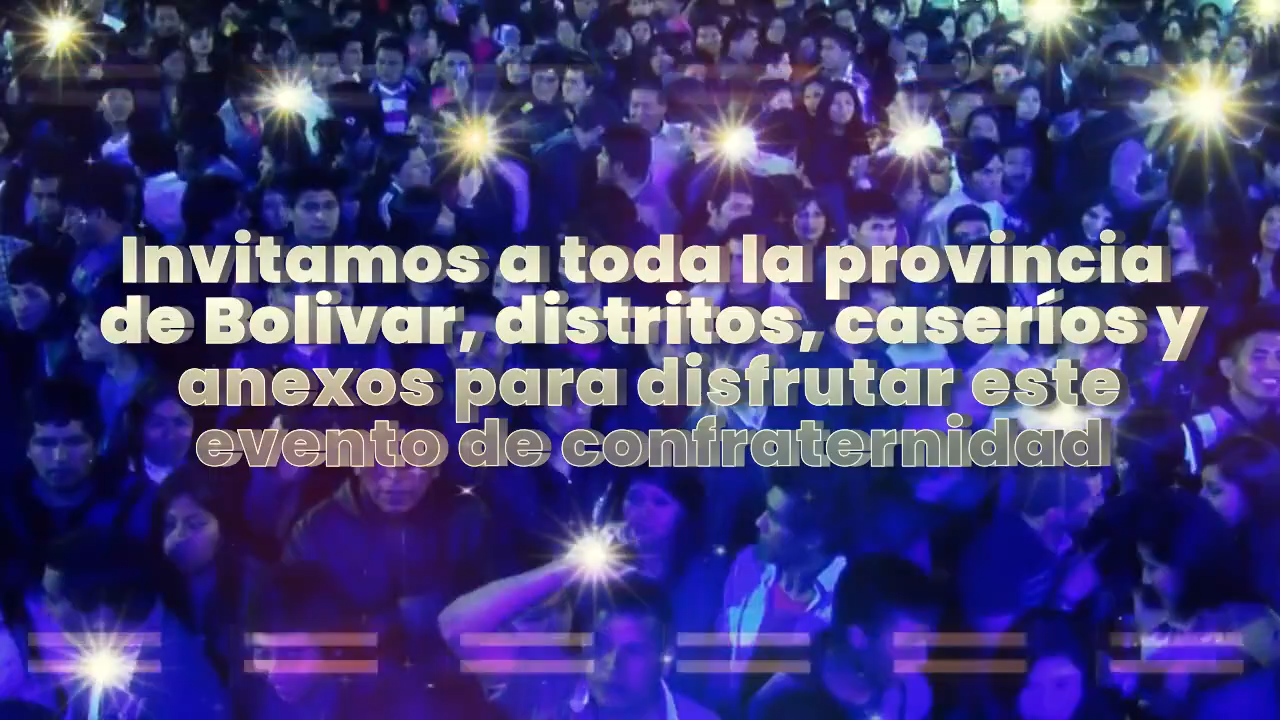 Invitamos a toda la provincia
de Bolivar, distritos, caseríos y
anexos para disfrutar este
evento de confraternidad